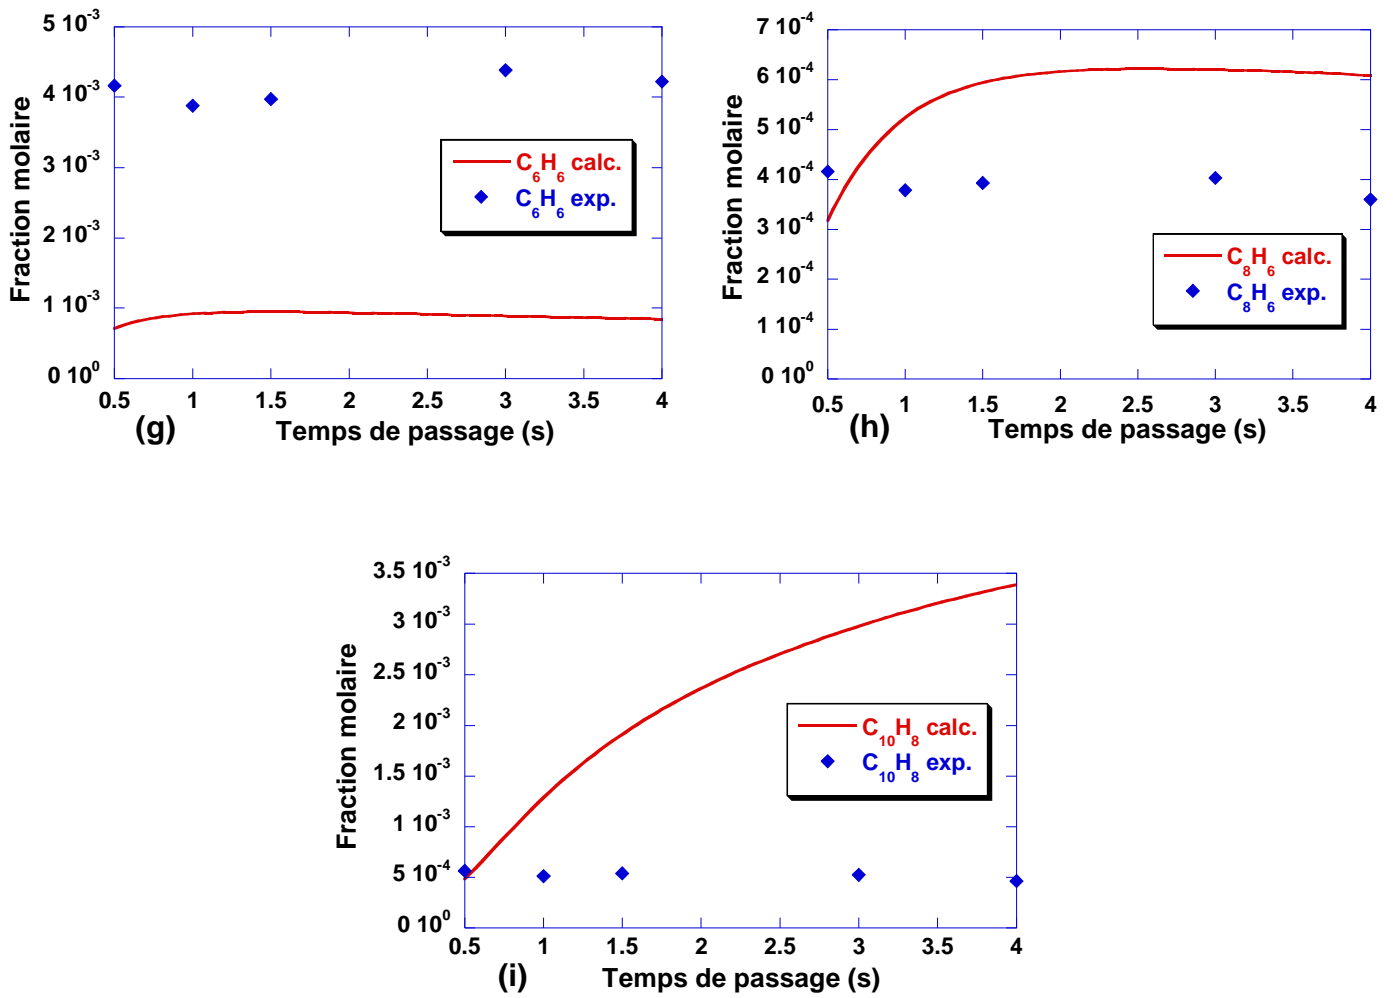 5 10-3
4 10-3
3 10-3
2 10-3
1 10-3
0 100
Fraction molaire
C6H6 calc.
C6H6 exp.
0.5 1 1.5 2 2.5 3 3.5 4
(g) Temps de passage (s)
7 10-4
6 10-4
5 10-4
4 10-4
3 10-4
2 10-4
1 10-4
0 100
Fraction molaire
C8H6 calc.
C8H6 exp.
0.5 1 1.5 2 2.5 3 3.5 4
(h) Temps de passage (s)
3.5 10-3
3 10-3
2.5 10-3
2 10-3
1.5 10-3
1 10-3
5 10-4
0 100
Fraction molaire
C10H8 calc.
C10H8 exp.
0.5 1 1.5 2 2.5 3 3.5 4
(i) Temps de passage (s)